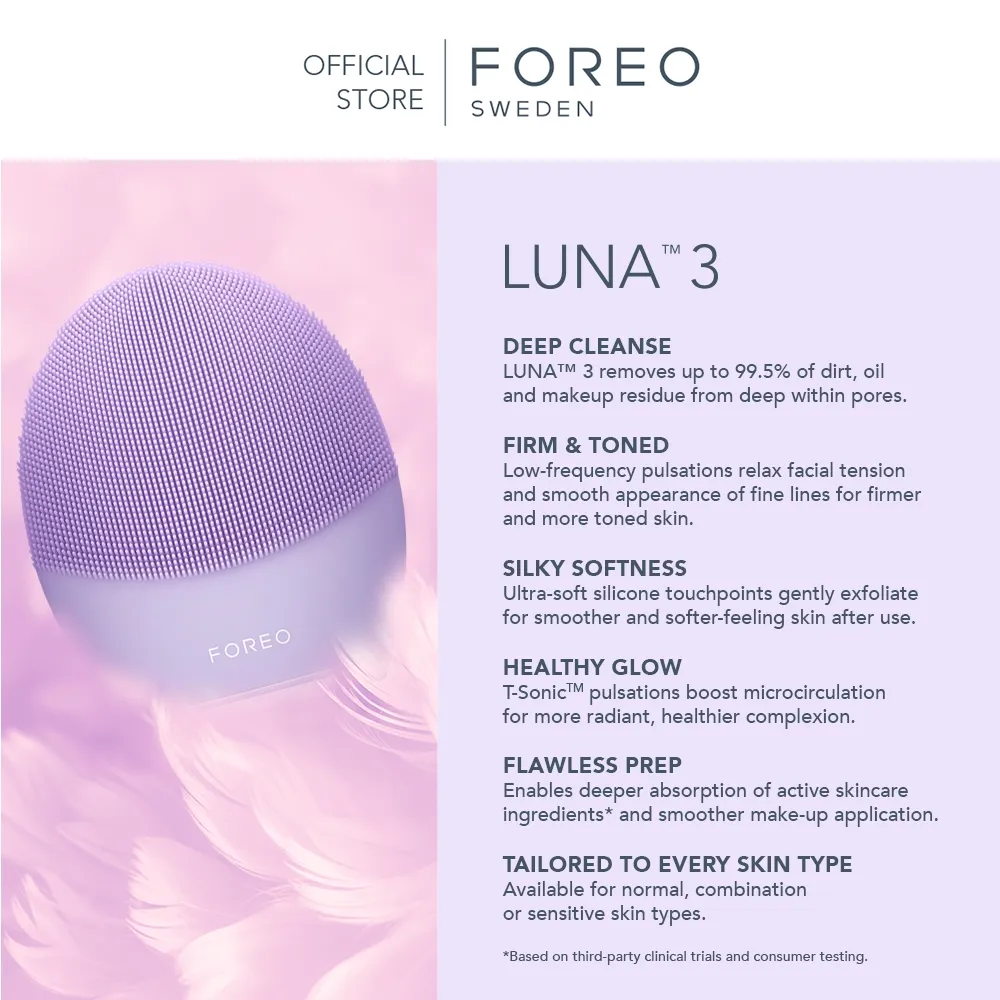 OFFICIAL
STORE
FOREO
SWEDEN
LUNA™ 3
DEEP CLEANSE
LUNA™ 3 removes up to 99.5% of dirt, oil
and makeup residue from deep within pores.
FIRM & TONED
Low-frequency pulsations relax facial tension
and smooth appearance of fine lines for firmer
and more toned skin.
SILKY SOFTNESS
Ultra-soft silicone touchpoints gently exfoliate
for smoother and softer-feeling skin after use.
HEALTHY GLOW
T-Sonic™ pulsations boost microcirculation
for more radiant, healthier complexion.
FLAWLESS PREP
Enables deeper absorption of active skincare
ingredients* and smoother make-up application.
TAILORED TO EVERY SKIN TYPE
Available for normal, combination
or sensitive skin types.
*Based on third-party clinical trials and consumer testing.
FOREO